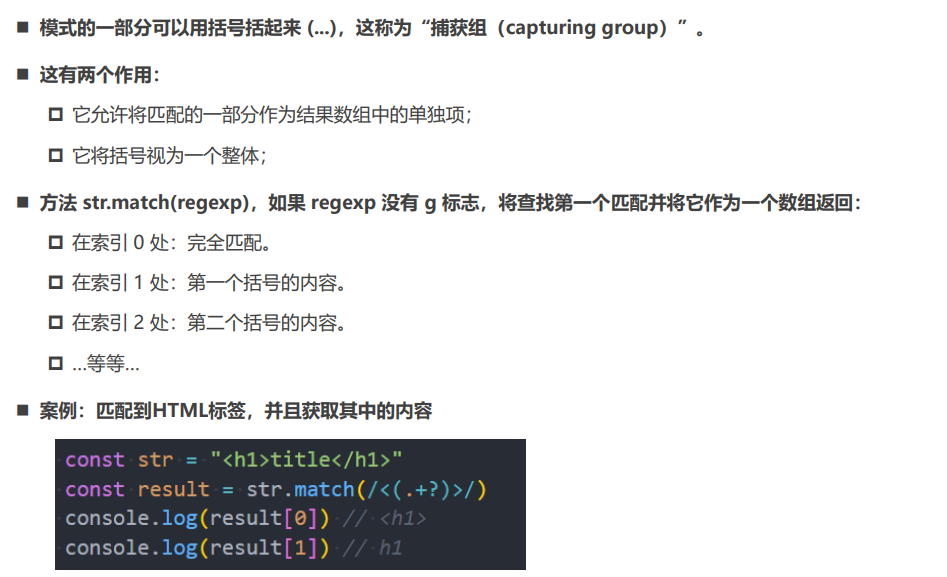 模式的一部分可以用括号括起来 (...)，这称为“捕获组（capturing group）”。
这有两个作用：
它允许将匹配的一部分作为结果数组中的单独项；
它将括号视为一个整体；
方法 str.match(regexp)，如果 regexp 没有 g 标志，将查找第一个匹配并将它作为一个数组返回：
在索引 0 处：完全匹配。
在索引 1 处：第一个括号的内容。
在索引 2 处：第二个括号的内容。
…等等…
案例：匹配到HTML标签，并且获取其中的内容
const str = "<h1>title</h1>"
const result = str.match(/<(.+?)>/)
console.log(result[0]) // <h1>
console.log(result[1]) // h1